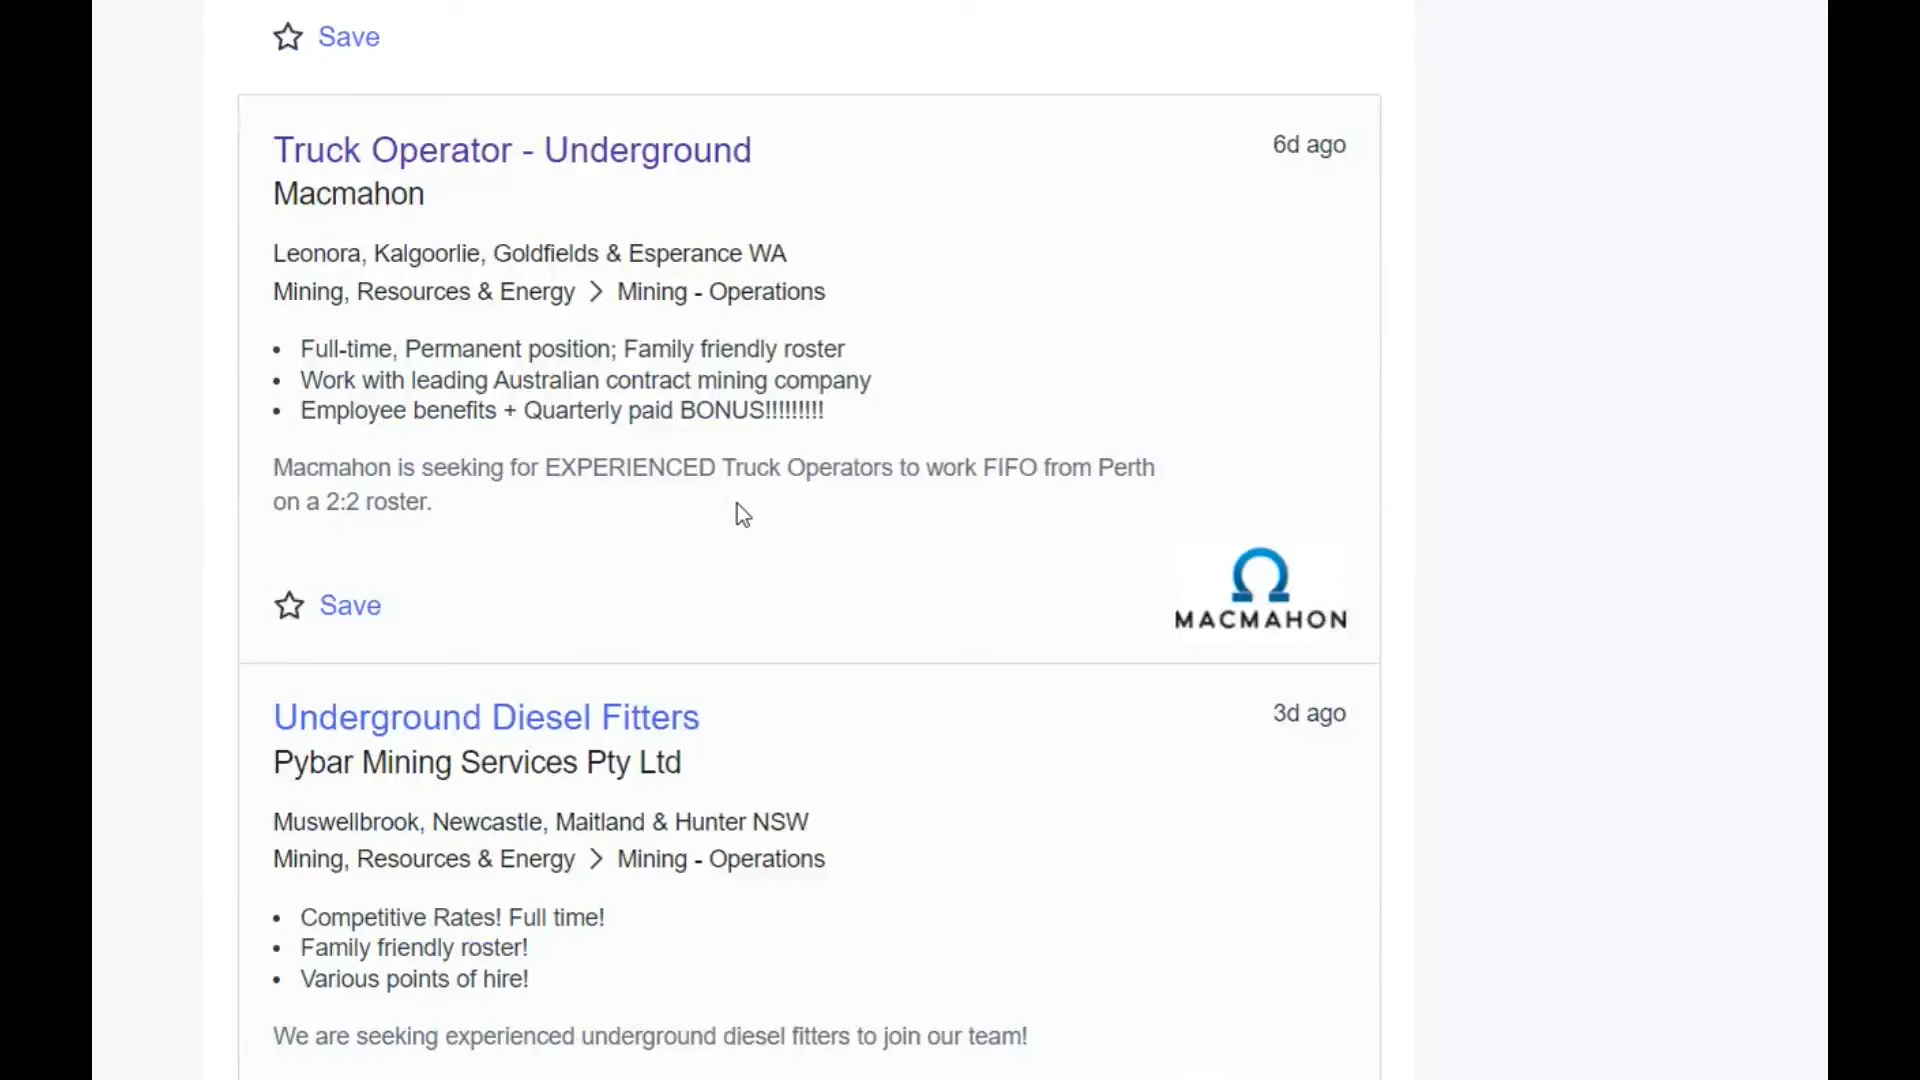 Save
Truck Operator - Underground
6d ago
Macmahon
Leonora, Kalgoorlie, Goldfields & Esperance WA
Mining, Resources & Energy > Mining - Operations
• Full-time, Permanent position; Family friendly roster
• Work with leading Australian contract mining company
• Employee benefits + Quarterly paid BONUS!!!!!!!!!
Macmahon is seeking for EXPERIENCED Truck Operators to work FIFO from Perth
on a 2:2 roster.
Save
MACMAHON
Underground Diesel Fitters
3d ago
Pybar Mining Services Pty Ltd
Muswellbrook, Newcastle, Maitland & Hunter NSW
Mining, Resources & Energy > Mining - Operations
• Competitive Rates! Full time!
• Family friendly roster!
• Various points of hire!
We are seeking experienced underground diesel fitters to join our team!